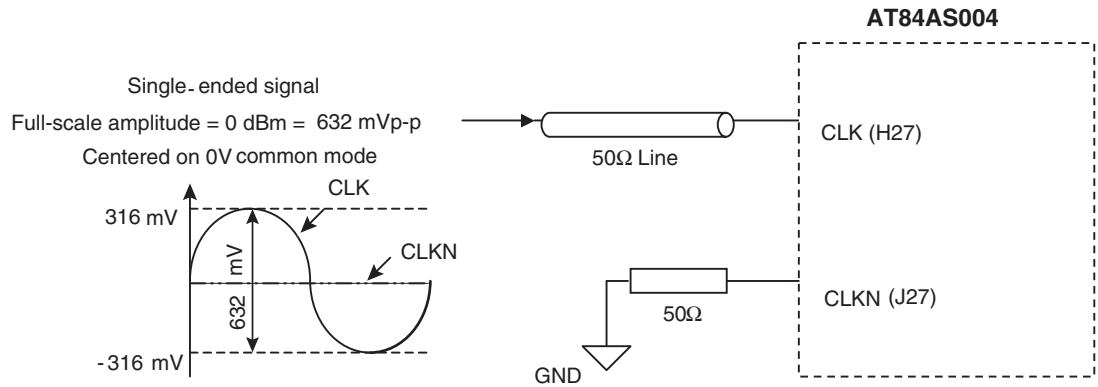 AT84AS004
Single-ended signal
Full-scale amplitude = 0 dBm = 632 mVp-p
Centered on 0V common mode
CLK (H27)
50Ω Line
CLK
316 mV
CLKN
632 mV
CLKN (J27)
50Ω
-316 mV
GND